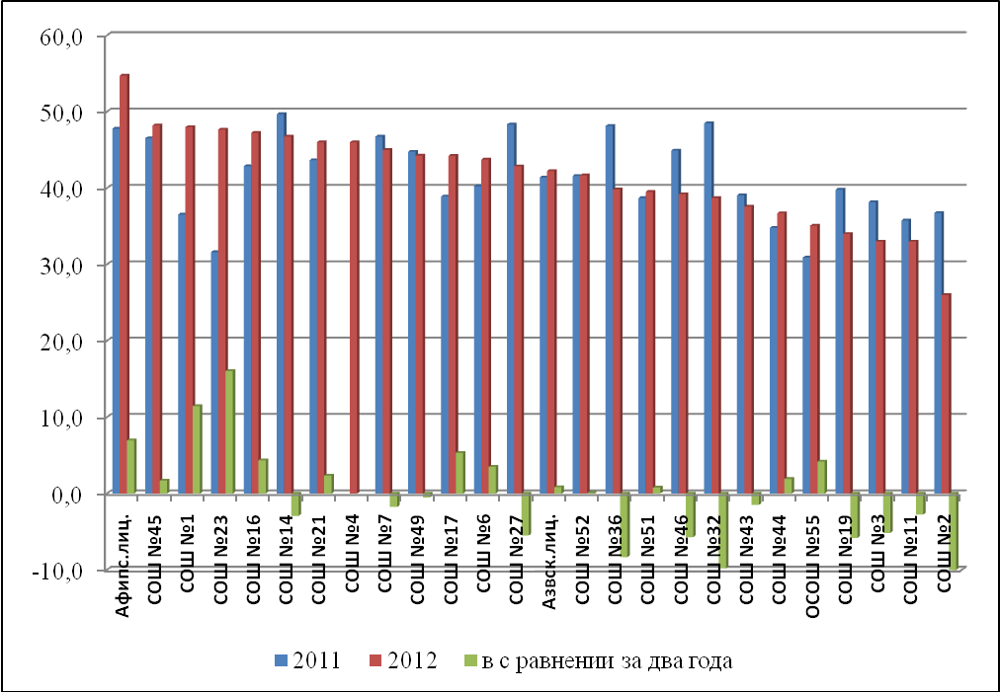 60,0
50,0
40,0
30,0
20,0
10,0
0,0
-10,0
Афипс.лиц.
СОШ №45
СОШ №1
СОШ №23
СОШ №16
СОШ №14
СОШ №21
СОШ №4
СОШ №7
СОШ №49
СОШ №17
СОШ №6
СОШ №27
Азвск.лиц.
СОШ №52
СОШ №36
СОШ №51
СОШ №46
СОШ №32
СОШ №43
СОШ №44
ОСОШ №55
СОШ №19
СОШ №3
СОШ №11
СОШ №2
2011 2012 в с равнении за два года